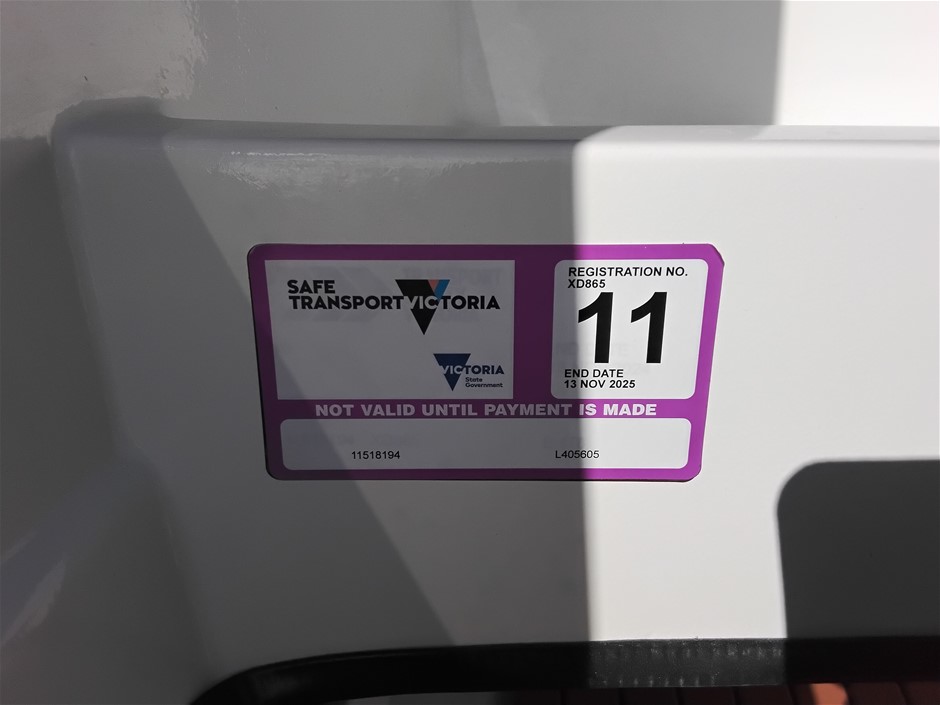 SAFE
TRANSPORT VICTORIA
VICTORIA
State
Government
REGISTRATION NO.
XD865
11
END DATE
13 NOV 2025
NOT VALID UNTIL PAYMENT IS MADE
11518194 L405605